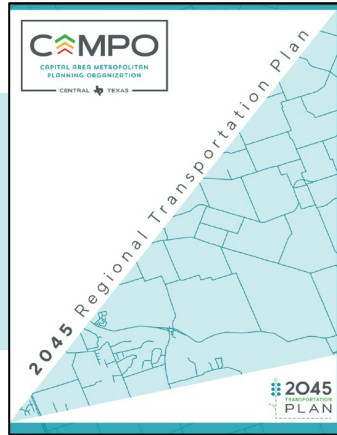 CAMPO
CAPITAL AREA METROPOLITAN
PLANNING ORGANIZATION
CENTRAL TEXAS
2045 Regional Transportation Plan
2045
TRANSPORTATION
PLAN